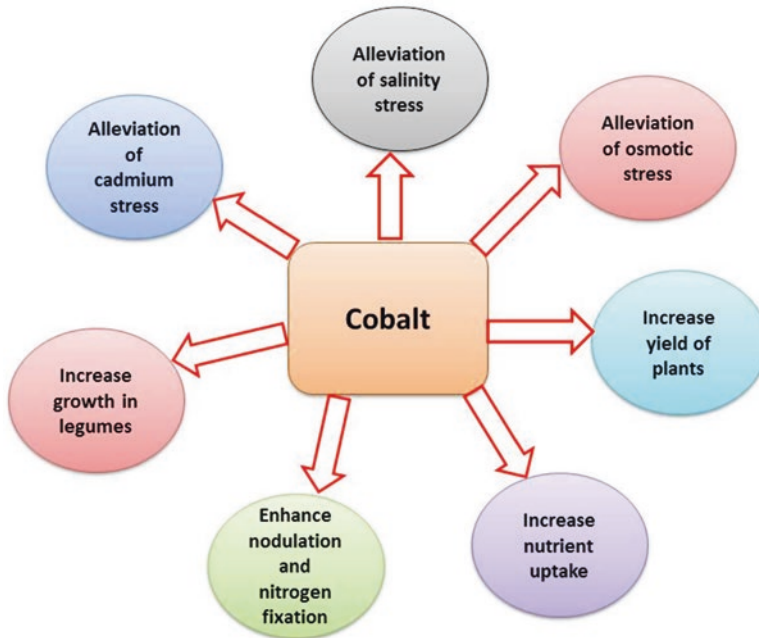 Alleviation
of salinity
stress
Alleviation
of
cadmium
stress
Alleviation
of osmotic
stress
Cobalt
Increase
yield of
plants
Increase
growth in
legumes
Enhance
nodulation
and
nitrogen
fixation
Increase
nutrient
uptake